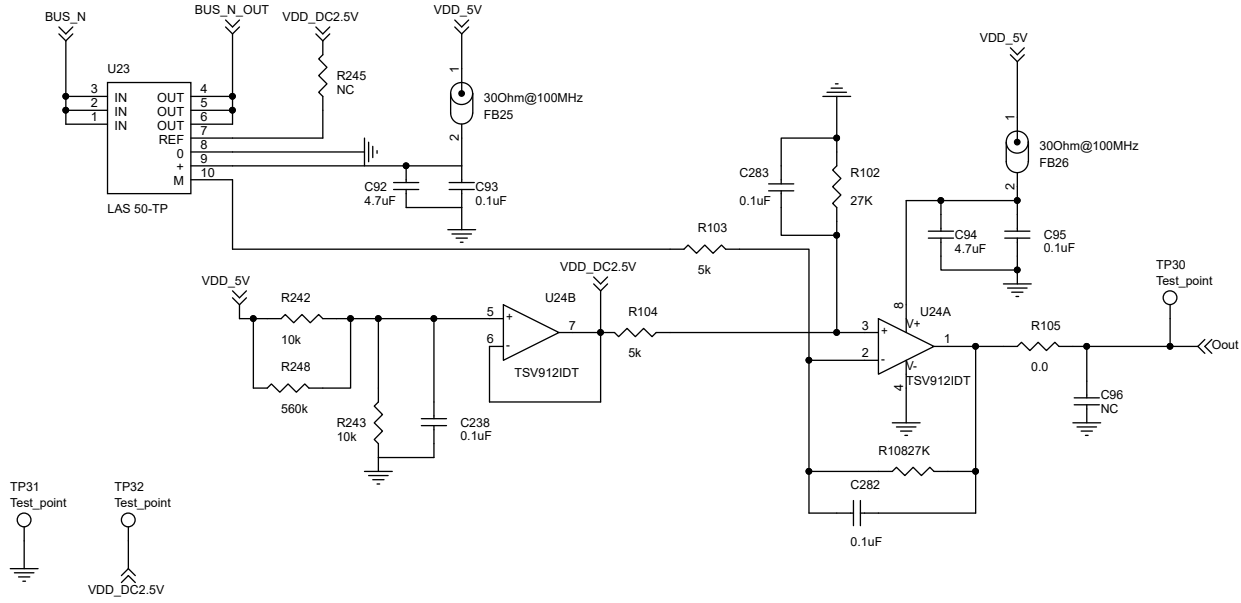 BUS_N
BUS_N_OUT
VDD_DC2.5V
VDD_5V
VDD_5V
U23
R245
NC
3 IN OUT 4
2 IN OUT 5
1 IN OUT 6
REF 7
0 8
+ 9
M 10
LAS 50-TP
1
30Ohm@100MHz
FB25
2
C92
4.7uF
C93
0.1uF
1
30Ohm@100MHz
FB26
2
C94
4.7uF
C95
0.1uF
C283
0.1uF
R102
27K
R103
5k
VDD_5V
R242
10k
R248
560k
R243
10k
C238
0.1uF
VDD_DC2.5V
U24B
5 +
6 -
7
TSV912IDT
R104
5k
8
U24A
V+
3 +
2 -
1
V-
TSV912IDT
4
R105
0.0
TP30
Test_point
Oout
C96
NC
R10827K
C282
0.1uF
TP31
Test_point
TP32
Test_point
VDD_DC2.5V